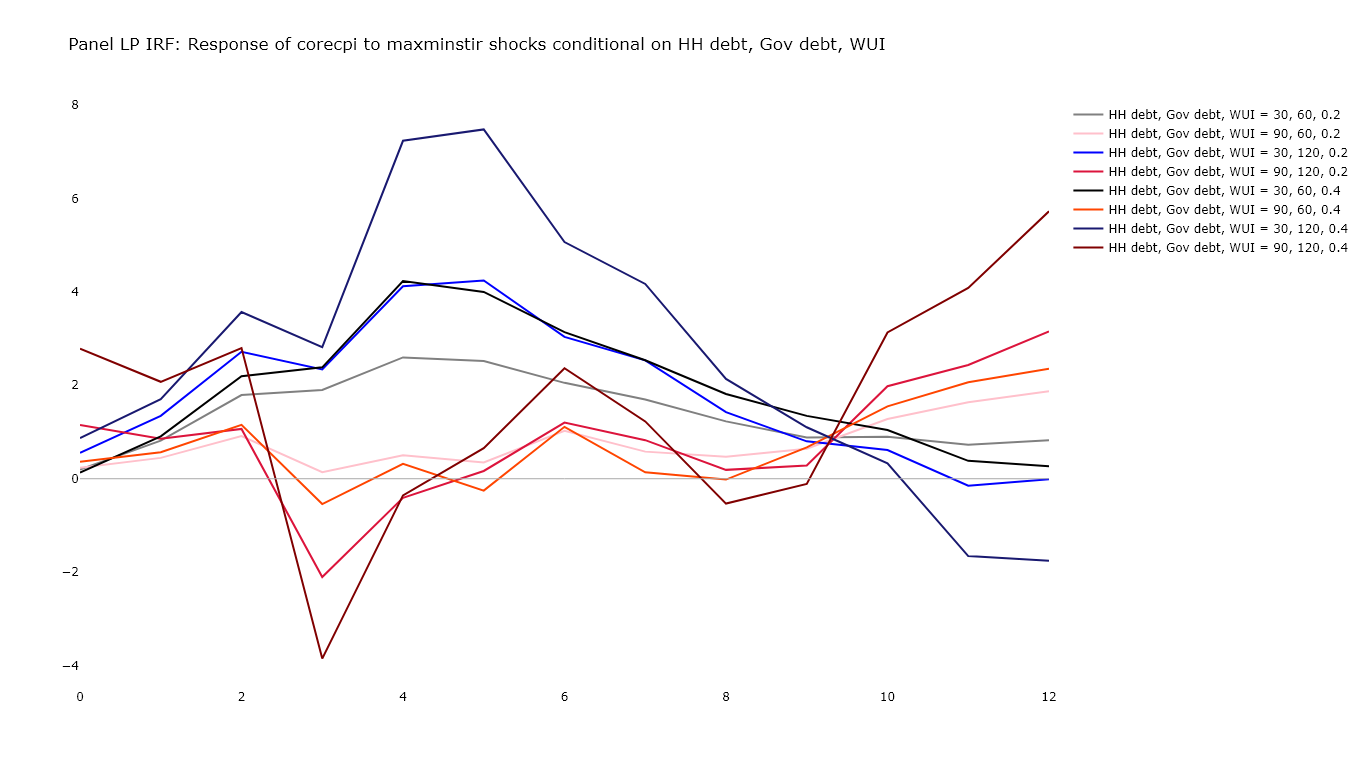 Panel LP IRF: Response of corecpi to maxminstir shocks conditional on HH debt, Gov debt, WUI
8
6
4
2
0
−2
−4
0 2 4 6 8 10 12
HH debt, Gov debt, WUI = 30, 60, 0.2
HH debt, Gov debt, WUI = 90, 60, 0.2
HH debt, Gov debt, WUI = 30, 120, 0.2
HH debt, Gov debt, WUI = 90, 120, 0.2
HH debt, Gov debt, WUI = 30, 60, 0.4
HH debt, Gov debt, WUI = 90, 60, 0.4
HH debt, Gov debt, WUI = 30, 120, 0.4
HH debt, Gov debt, WUI = 90, 120, 0.4